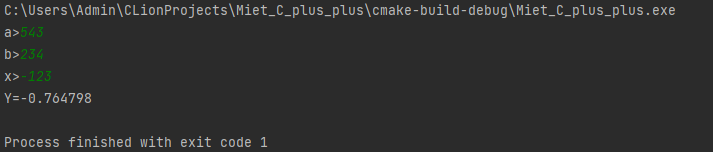 C:\Users\Admin\CLionProjects\Miet_C_plus_plus\cmake-build-debug\Miet_C_plus_plus.exe
a>543
b>234
x>-123
Y=-0.764798
Process finished with exit code 1